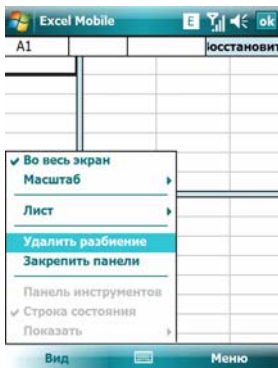 Excel Mobile E ok
A1 восстановит
Во весь экран
Масштаб
Лист
Удалить разбиение
Закрепить панели
Панель инструментов
Строка состояния
Показать
Вид Меню